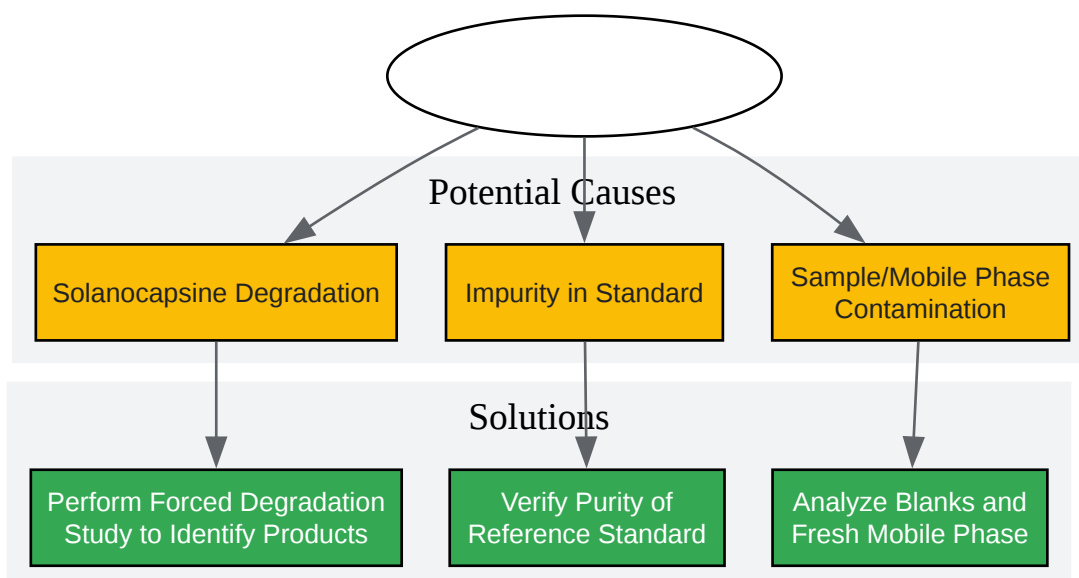 Potential Causes
Solanocapsine Degradation
Impurity in Standard
Sample/Mobile Phase
Contamination
Solutions
Perform Forced Degradation
Study to Identify Products
Verify Purity of
Reference Standard
Analyze Blanks and
Fresh Mobile Phase